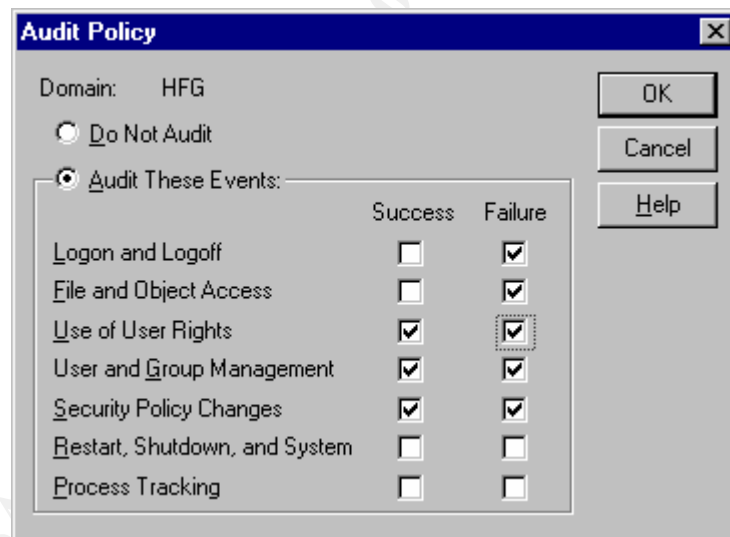 Audit Policy
Domain: HFG
Do Not Audit
Audit These Events:
Success Failure
Logon and Logoff
File and Object Access
Use of User Rights
User and Group Management
Security Policy Changes
Restart, Shutdown, and System
Process Tracking
OK
Cancel
Help